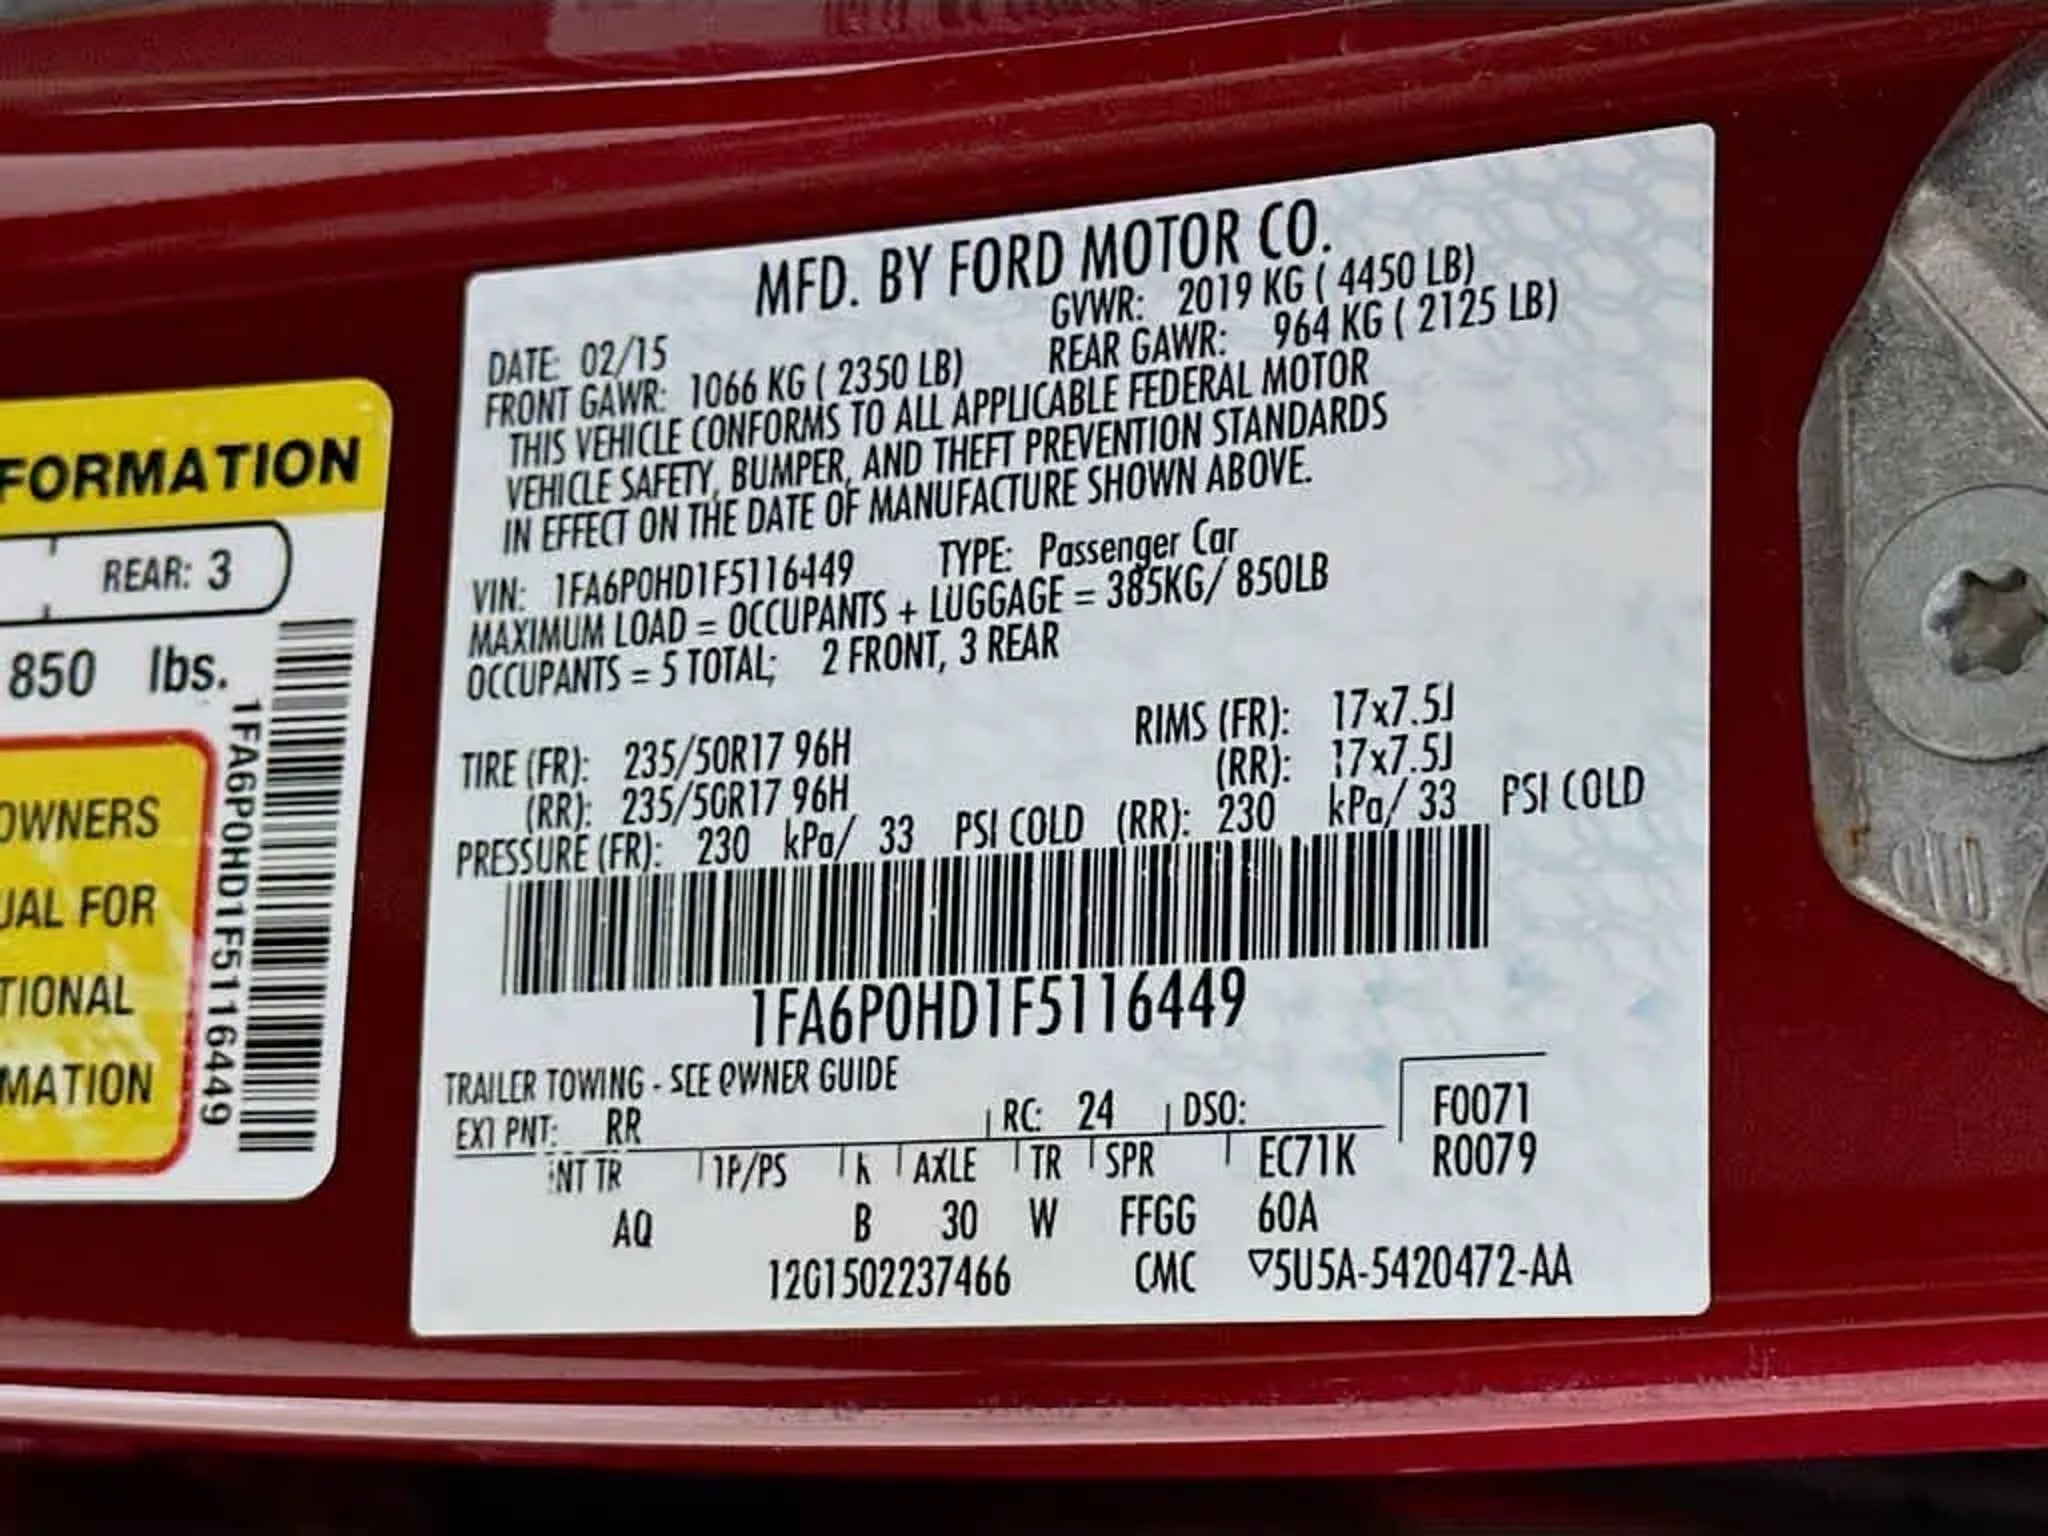 FORMATION
REAR: 3
850 lbs.
OWNERS
UAL FOR
TIONAL
MATION
1FA6P0HD1F5116449
MFD. BY FORD MOTOR CO.
DATE: 02/15 GVWR: 2019 KG ( 4450 LB)
FRONT GAWR: 1066 KG ( 2350 LB) REAR GAWR: 964 KG ( 2125 LB)
THIS VEHICLE CONFORMS TO ALL APPLICABLE FEDERAL MOTOR
VEHICLE SAFETY, BUMPER, AND THEFT PREVENTION STANDARDS
IN EFFECT ON THE DATE OF MANUFACTURE SHOWN ABOVE.
VIN: 1FA6P0HD1F5116449 TYPE: Passenger Car
MAXIMUM LOAD = OCCUPANTS + LUGGAGE = 385KG/ 850LB
OCCUPANTS = 5 TOTAL; 2 FRONT, 3 REAR
TIRE (FR): 235/50R17 96H RIMS (FR): 17x7.5J
(RR): 235/50R17 96H (RR): 17x7.5J
PRESSURE (FR): 230 kPa/ 33 PSI COLD (RR): 230 kPa/ 33 PSI COLD
1FA6P0HD1F5116449
TRAILER TOWING - SEE OWNER GUIDE
EXT PNT: RR RC: 24 DSO: F0071
INT TR TP/PS R AXLE TR SPR EC71K R0079
AQ B 30 W FFGG 60A
1201502237466 CMC ▽5U5A-5420472-AA